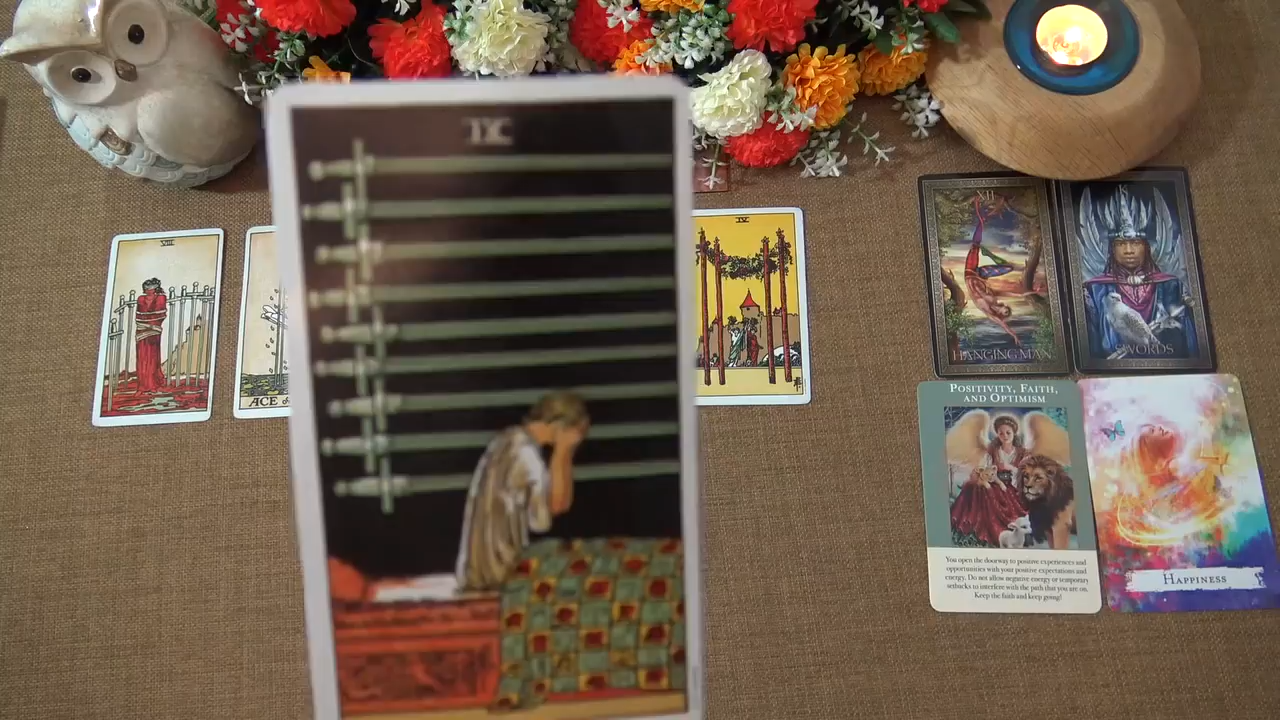 IX
VIII
ACE
IV
XII
HANGING MAN
K
SWORDS
POSITIVITY, FAITH,
AND OPTIMISM
You open the doorway to positive experiences and
opportunities with your positive expectations and
energy. Do not allow negative energy or temporary
setbacks to interfere with the path that you are on.
Keep the faith and keep going!
HAPPINESS